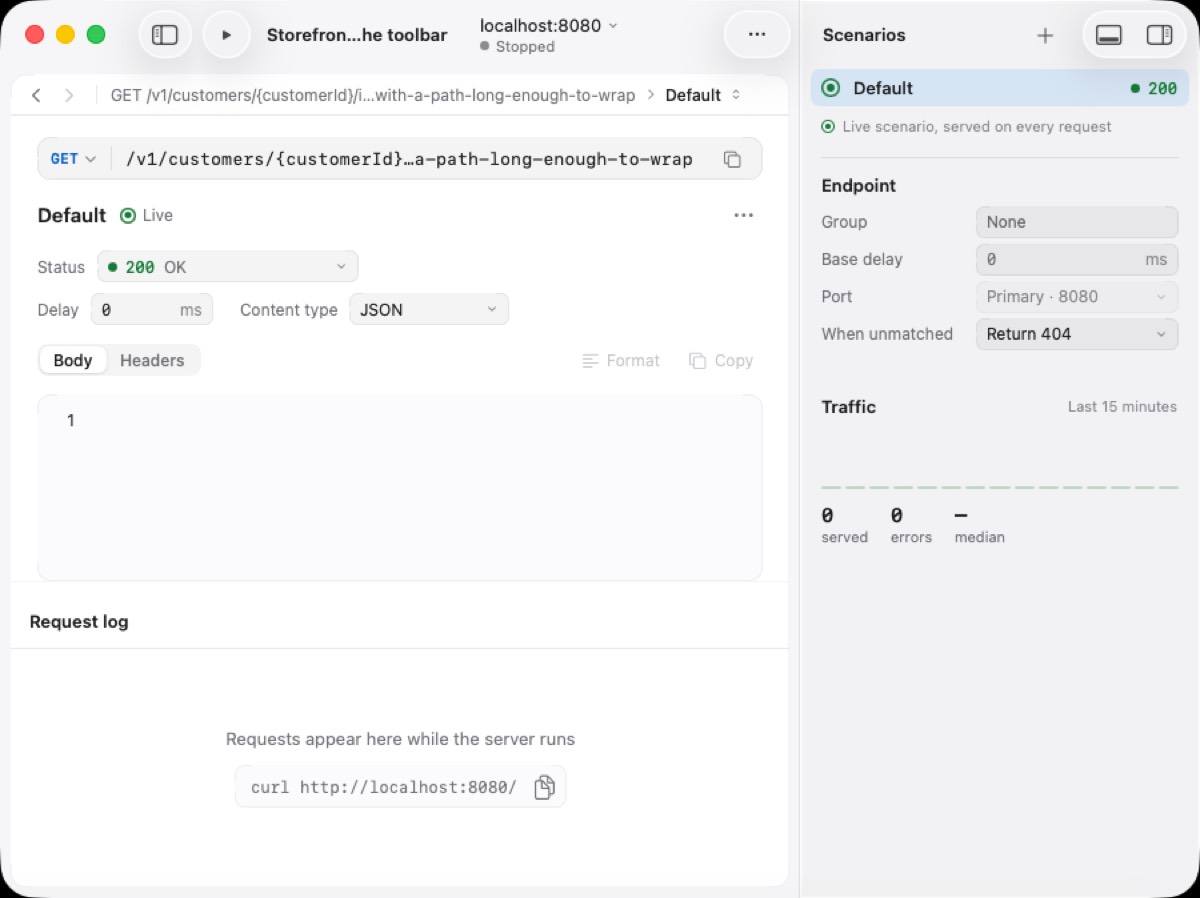 Storefron...he toolbar
localhost:8080
Stopped
GET /v1/customers/{customerId}/i...with-a-path-long-enough-to-wrap
Default
GET
/v1/customers/{customerId}…a-path-long-enough-to-wrap
Default
Live
Status
200 OK
Delay
0
ms
Content type
JSON
Body
Headers
Format
Copy
1
Request log
Requests appear here while the server runs
curl http://localhost:8080/
Scenarios
Default
200
Live scenario, served on every request
Endpoint
Group
None
Base delay
0
ms
Port
Primary · 8080
When unmatched
Return 404
Traffic
Last 15 minutes
0
served
0
errors
–
median